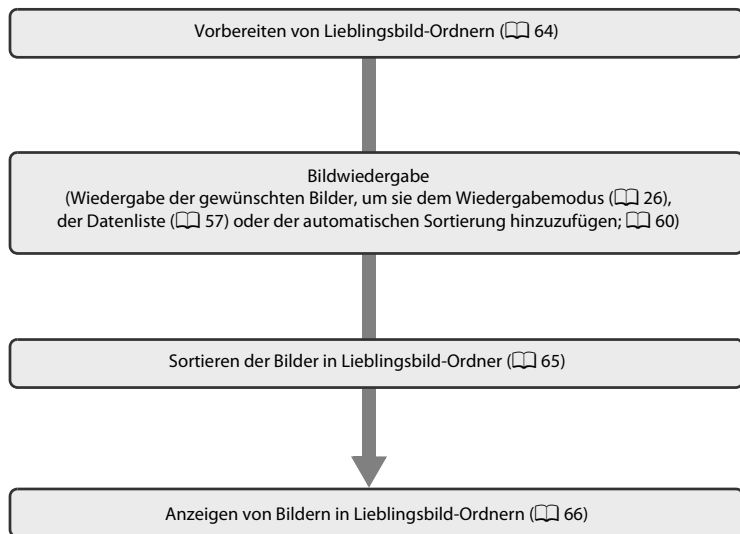 Vorbereiten von Lieblingsbild-Ordnern (📖 64)
Bildwiedergabe
(Wiedergabe der gewünschten Bilder, um sie dem Wiedergabemodus (📖 26),
der Datenliste (📖 57) oder der automatischen Sortierung hinzuzufügen; 📖 60)
Sortieren der Bilder in Lieblingsbild-Ordner (📖 65)
Anzeigen von Bildern in Lieblingsbild-Ordnern (📖 66)